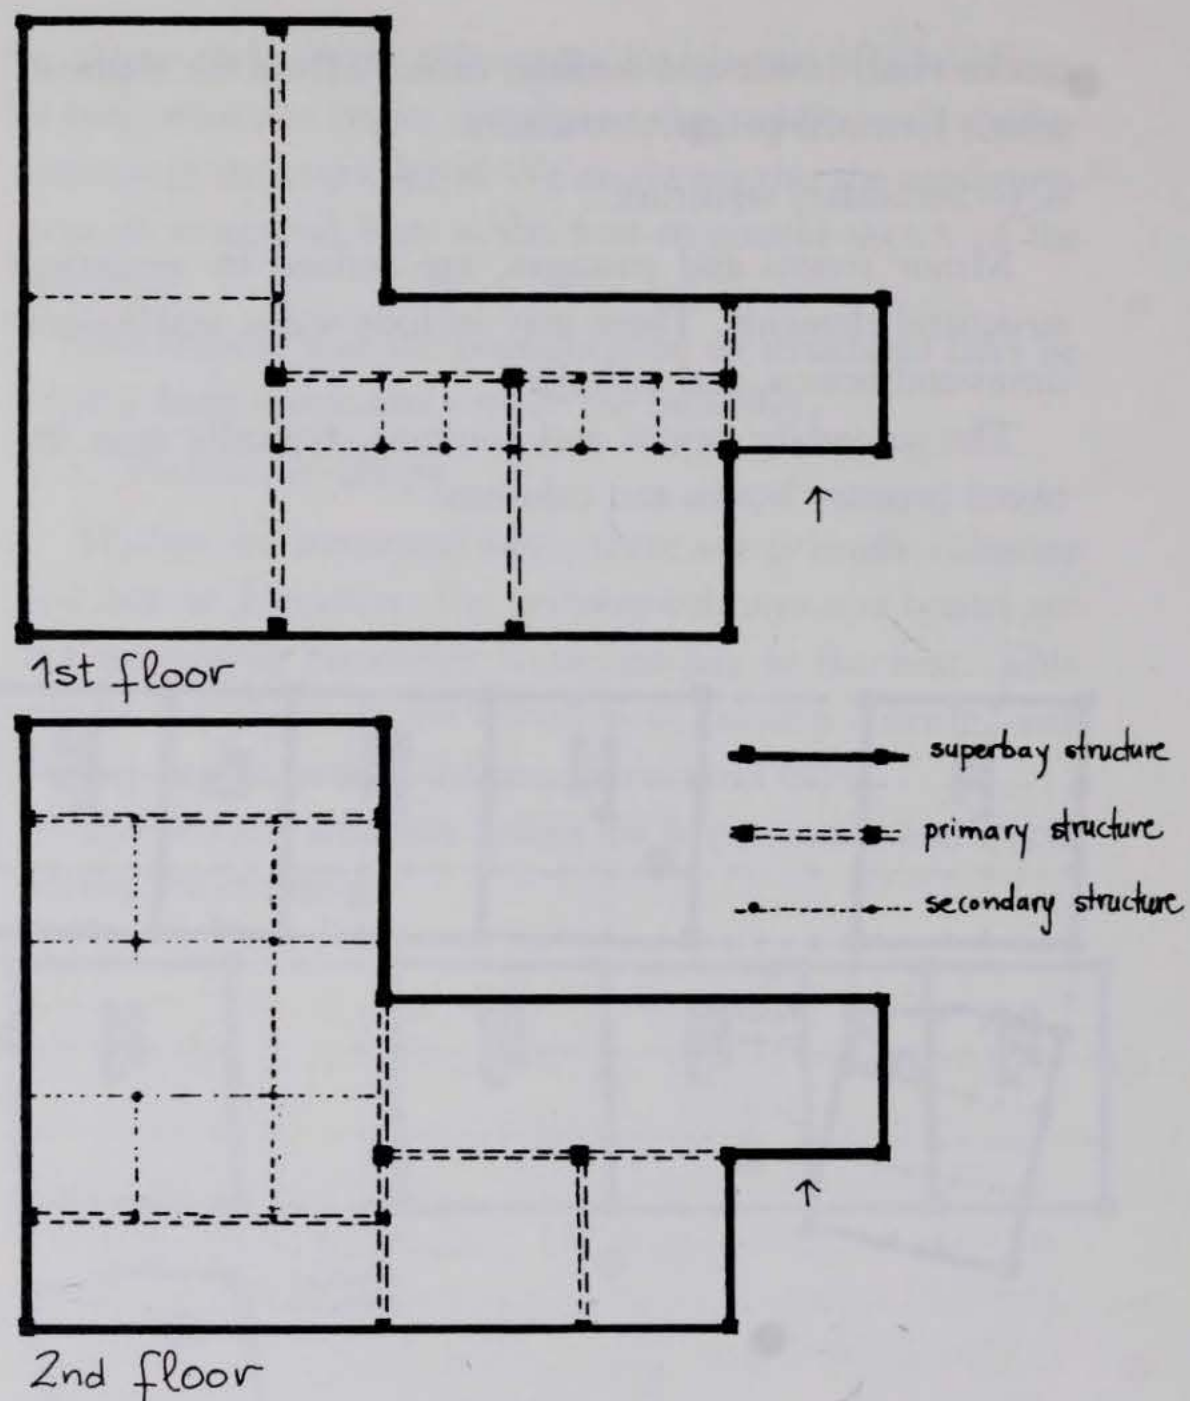 1st floor
superbay structure
primary structure
secondary structure
2nd floor